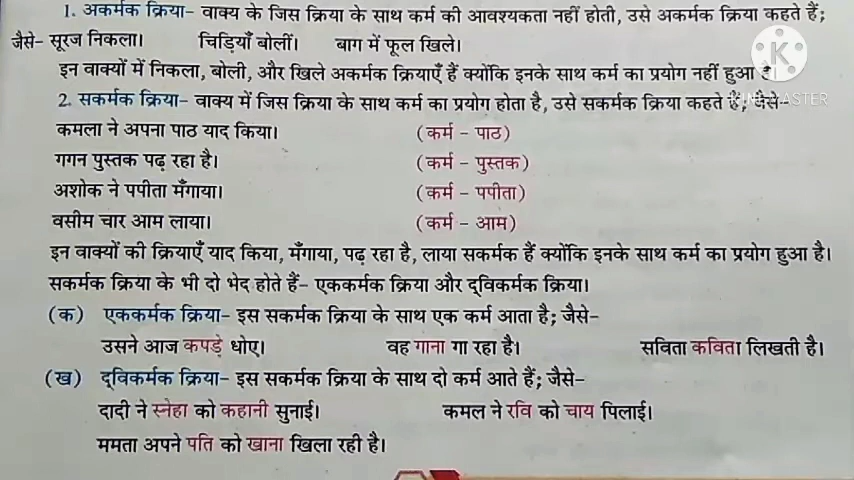 1. अकर्मक क्रिया- वाक्य के जिस क्रिया के साथ कर्म की आवश्यकता नहीं होती, उसे अकर्मक क्रिया कहते हैं;
जैसे- सूरज निकला। चिड़ियाँ बोलीं। बाग में फूल खिले।
इन वाक्यों में निकला, बोली, और खिले अकर्मक क्रियाएँ हैं क्योंकि इनके साथ कर्म का प्रयोग नहीं हुआ है
2. सकर्मक क्रिया- वाक्य में जिस क्रिया के साथ कर्म का प्रयोग होता है, उसे सकर्मक क्रिया कहते हैं; जैसे-
कमला ने अपना पाठ याद किया। (कर्म - पाठ)
गगन पुस्तक पढ़ रहा है। (कर्म - पुस्तक)
अशोक ने पपीता मँगाया। (कर्म - पपीता)
वसीम चार आम लाया। (कर्म - आम)
इन वाक्यों की क्रियाएँ याद किया, मँगाया, पढ़ रहा है, लाया सकर्मक हैं क्योंकि इनके साथ कर्म का प्रयोग हुआ है।
सकर्मक क्रिया के भी दो भेद होते हैं- एककर्मक क्रिया और द्‌विकर्मक क्रिया।
(क) एककर्मक क्रिया- इस सकर्मक क्रिया के साथ एक कर्म आता है; जैसे-
उसने आज कपड़े धोए। वह गाना गा रहा है। सविता कविता लिखती है।
(ख) द्‌विकर्मक क्रिया- इस सकर्मक क्रिया के साथ दो कर्म आते हैं; जैसे-
दादी ने स्नेहा को कहानी सुनाई। कमल ने रवि को चाय पिलाई।
ममता अपने पति को खाना खिला रही है।